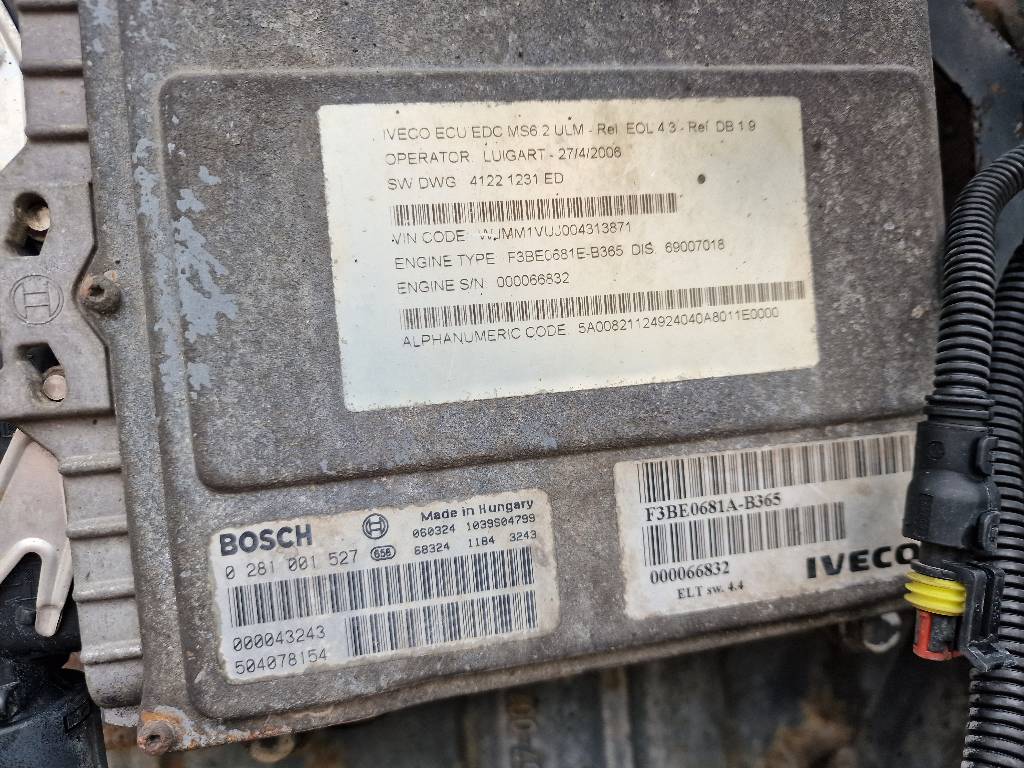 IVECO ECU EDC MS6.2 ULM - Rel. EOL 4.3 - Ref DB 1.9
OPERATOR LUIGART - 27/4/2006
SW DWG 4122 1231 ED
VIN CODE WJMM1VUJ004313871
ENGINE TYPE F3BE0681E-B365 DIS. 69007018
ENGINE S/N 000066832
ALPHANUMERIC CODE 5A00821124924040A8011E0000
BOSCH Made in Hungary
060324 1039S04799
0 281 001 527 656 68324 1184 3243
000043243
504078154
F3BE0681A-B365
000066832 IVECO
ELT sw. 4.4